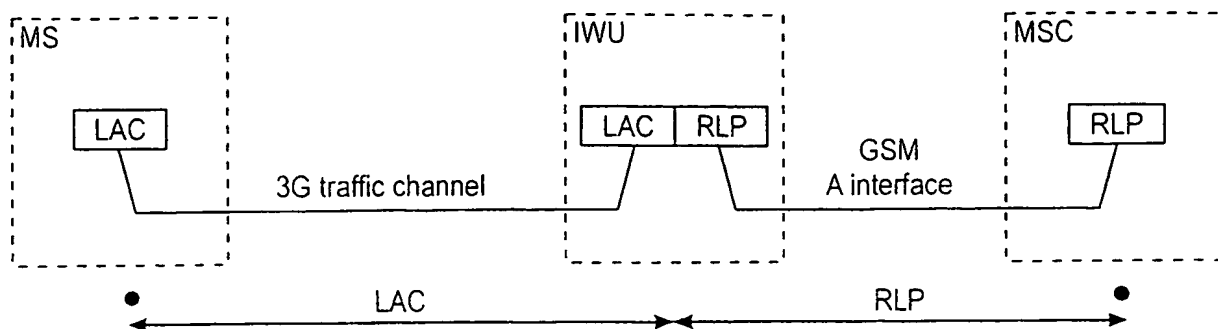 MS
IWU
MSC
LAC
LAC RLP
RLP
3G traffic channel
GSM
A interface
LAC
RLP